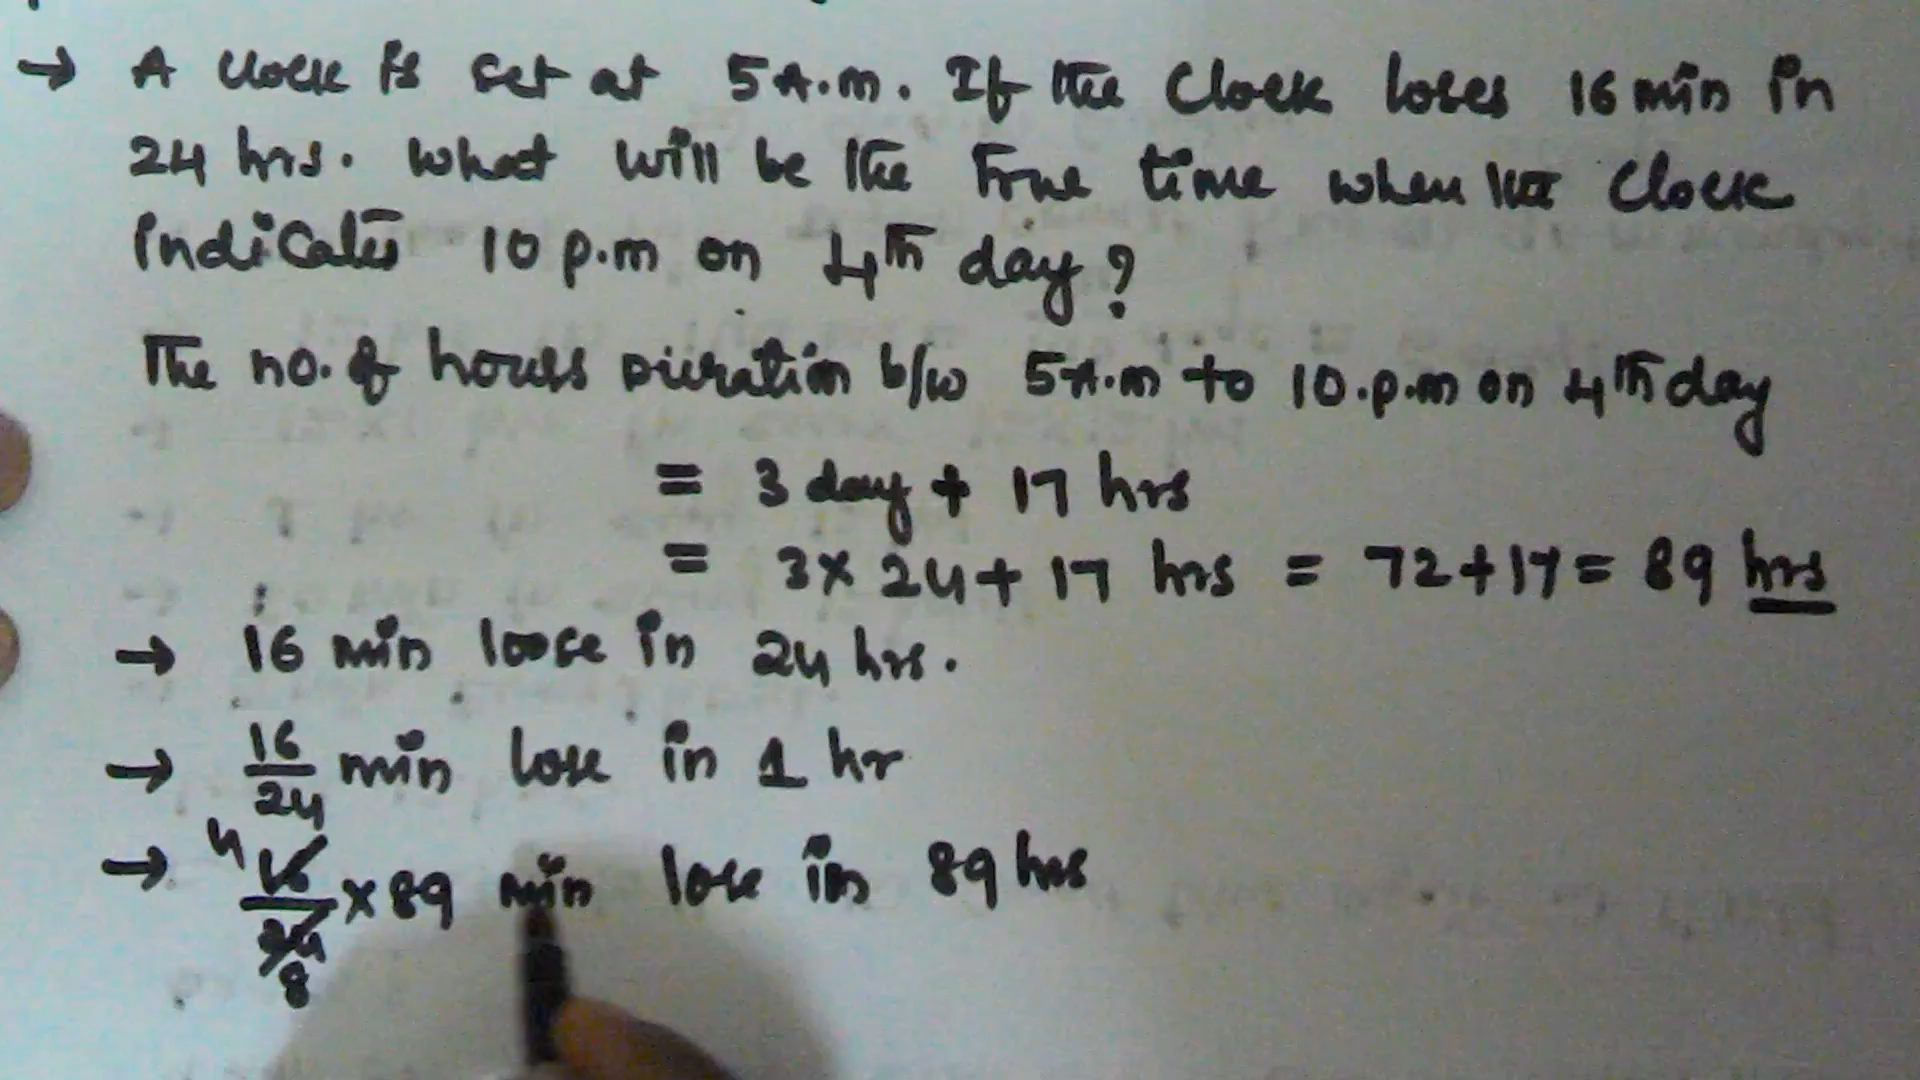 → A clock is set at 5 A.m. If the clock loses 16 min in
24 hrs. what will be the True time when the clock
indicates 10 p.m on 4th day?
The no. of hours Duration b/w 5 A.m to 10.p.m on 4th day
= 3 day + 17 hrs
= 3 × 24 + 17 hrs = 72 + 17 = 89 hrs
→ 16 min loose in 24 hrs.
→ 16/24 min lose in 1 hr
→ 4 16/24 8 × 89 min lose in 89 hrs